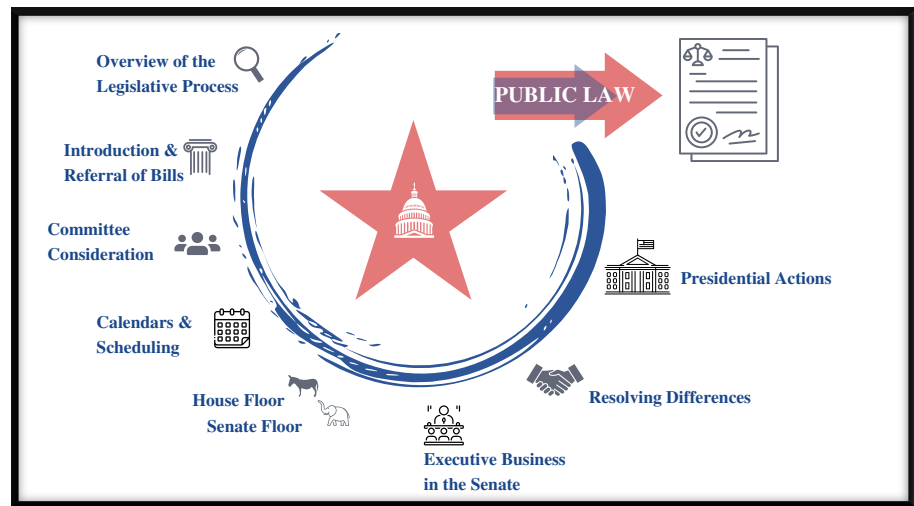 Overview of the
Legislative Process
Introduction &
Referral of Bills
Committee
Consideration
Calendars &
Scheduling
House Floor
Senate Floor
Executive Business
in the Senate
Resolving Differences
Presidential Actions
PUBLIC LAW